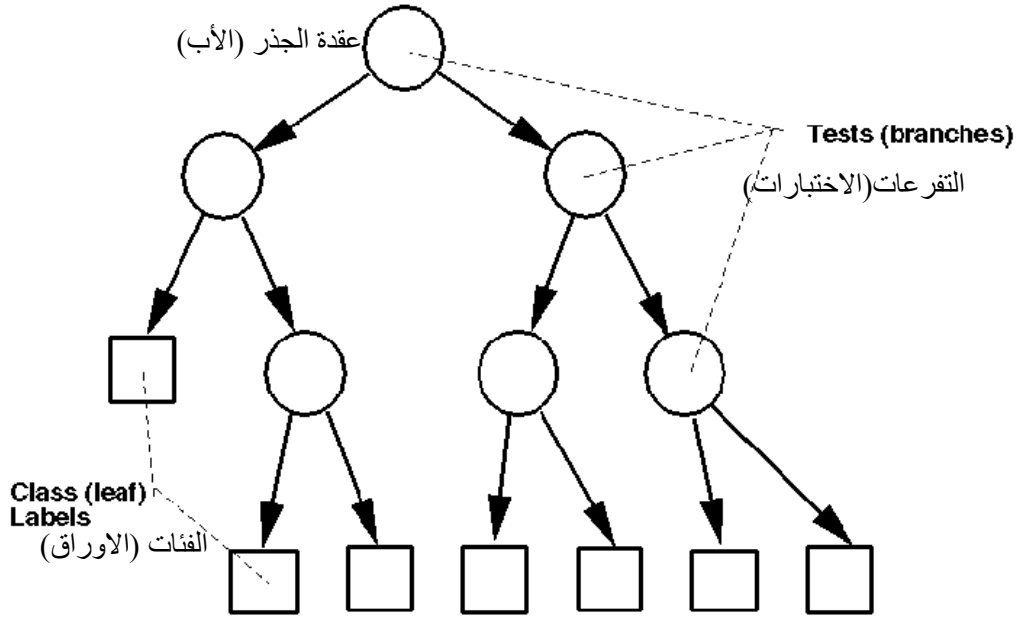 عقدة الجذر (الأب)
Tests (branches)
التفرعات(الاختبارات)
Class (leaf)
Labels
الفئات (الاوراق)